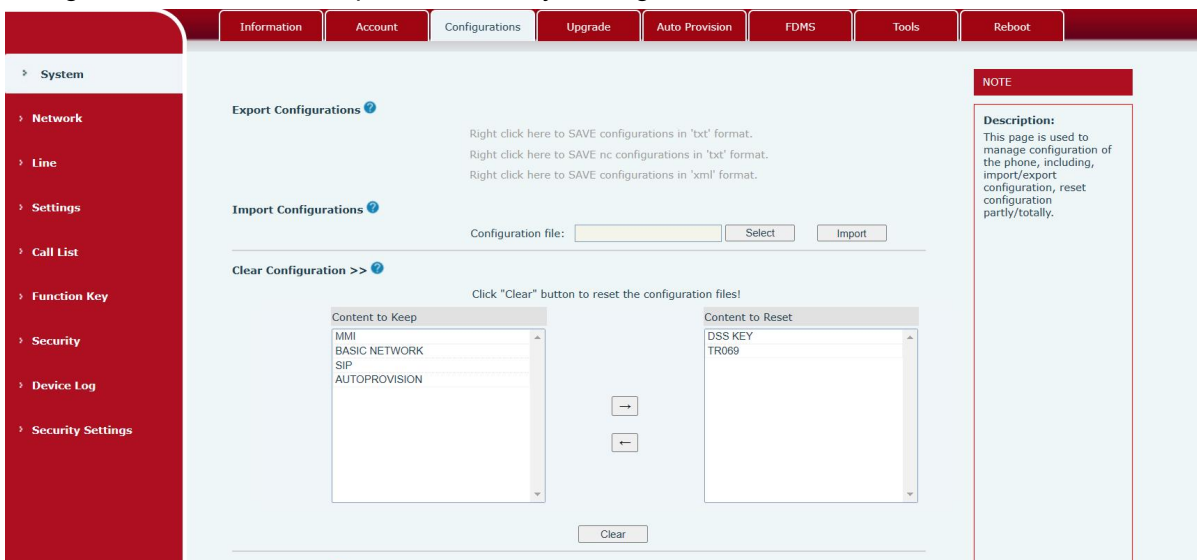 Information
Account
Configurations
Upgrade
Auto Provision
FDMS
Tools
Reboot
› System
› Network
› Line
› Settings
› Call List
› Function Key
› Security
› Device Log
› Security Settings
Export Configurations
Right click here to SAVE configurations in 'txt' format.
Right click here to SAVE nc configurations in 'txt' format.
Right click here to SAVE configurations in 'xml' format.
Import Configurations
Configuration file:
Select
Import
Clear Configuration >>
Click "Clear" button to reset the configuration files!
Content to Keep
MMI
BASIC NETWORK
SIP
AUTOPROVISION
→
←
Content to Reset
DSS KEY
TR069
Clear
NOTE
Description:
This page is used to
manage configuration of
the phone, including,
import/export
configuration, reset
configuration
partly/totally.